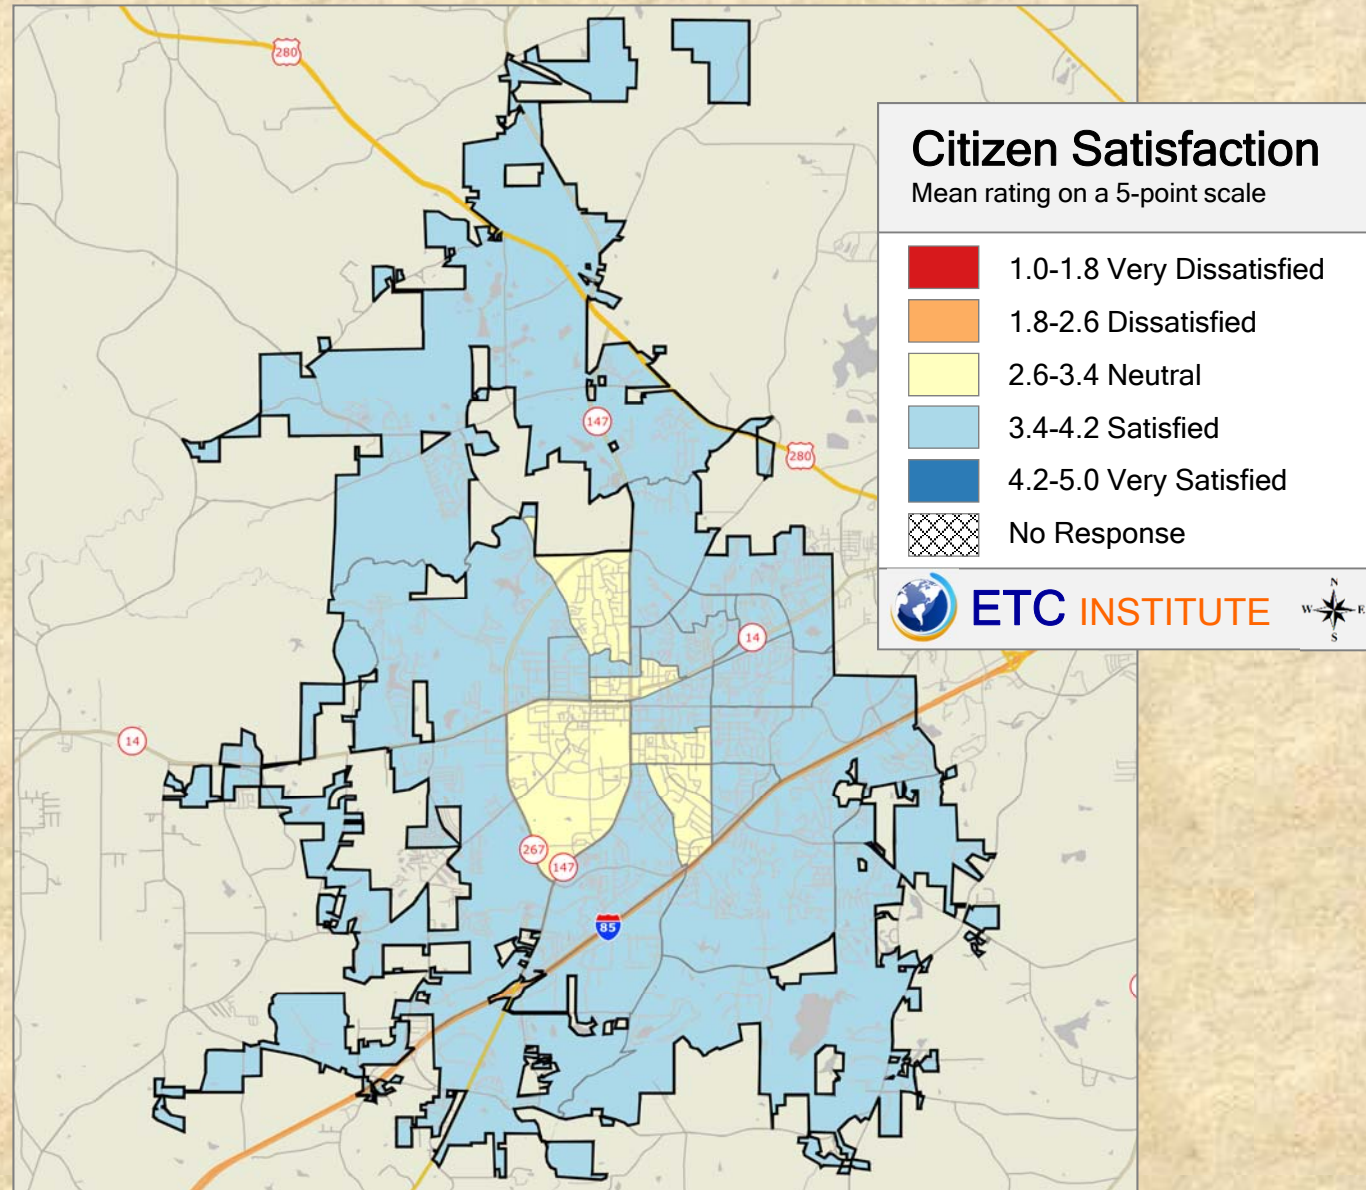 280
Citizen Satisfaction
Mean rating on a 5-point scale
1.0-1.8 Very Dissatisfied
1.8-2.6 Dissatisfied
2.6-3.4 Neutral
3.4-4.2 Satisfied
4.2-5.0 Very Satisfied
No Response
ETC INSTITUTE
N
W E
S
147
280
14
14
267
147
85